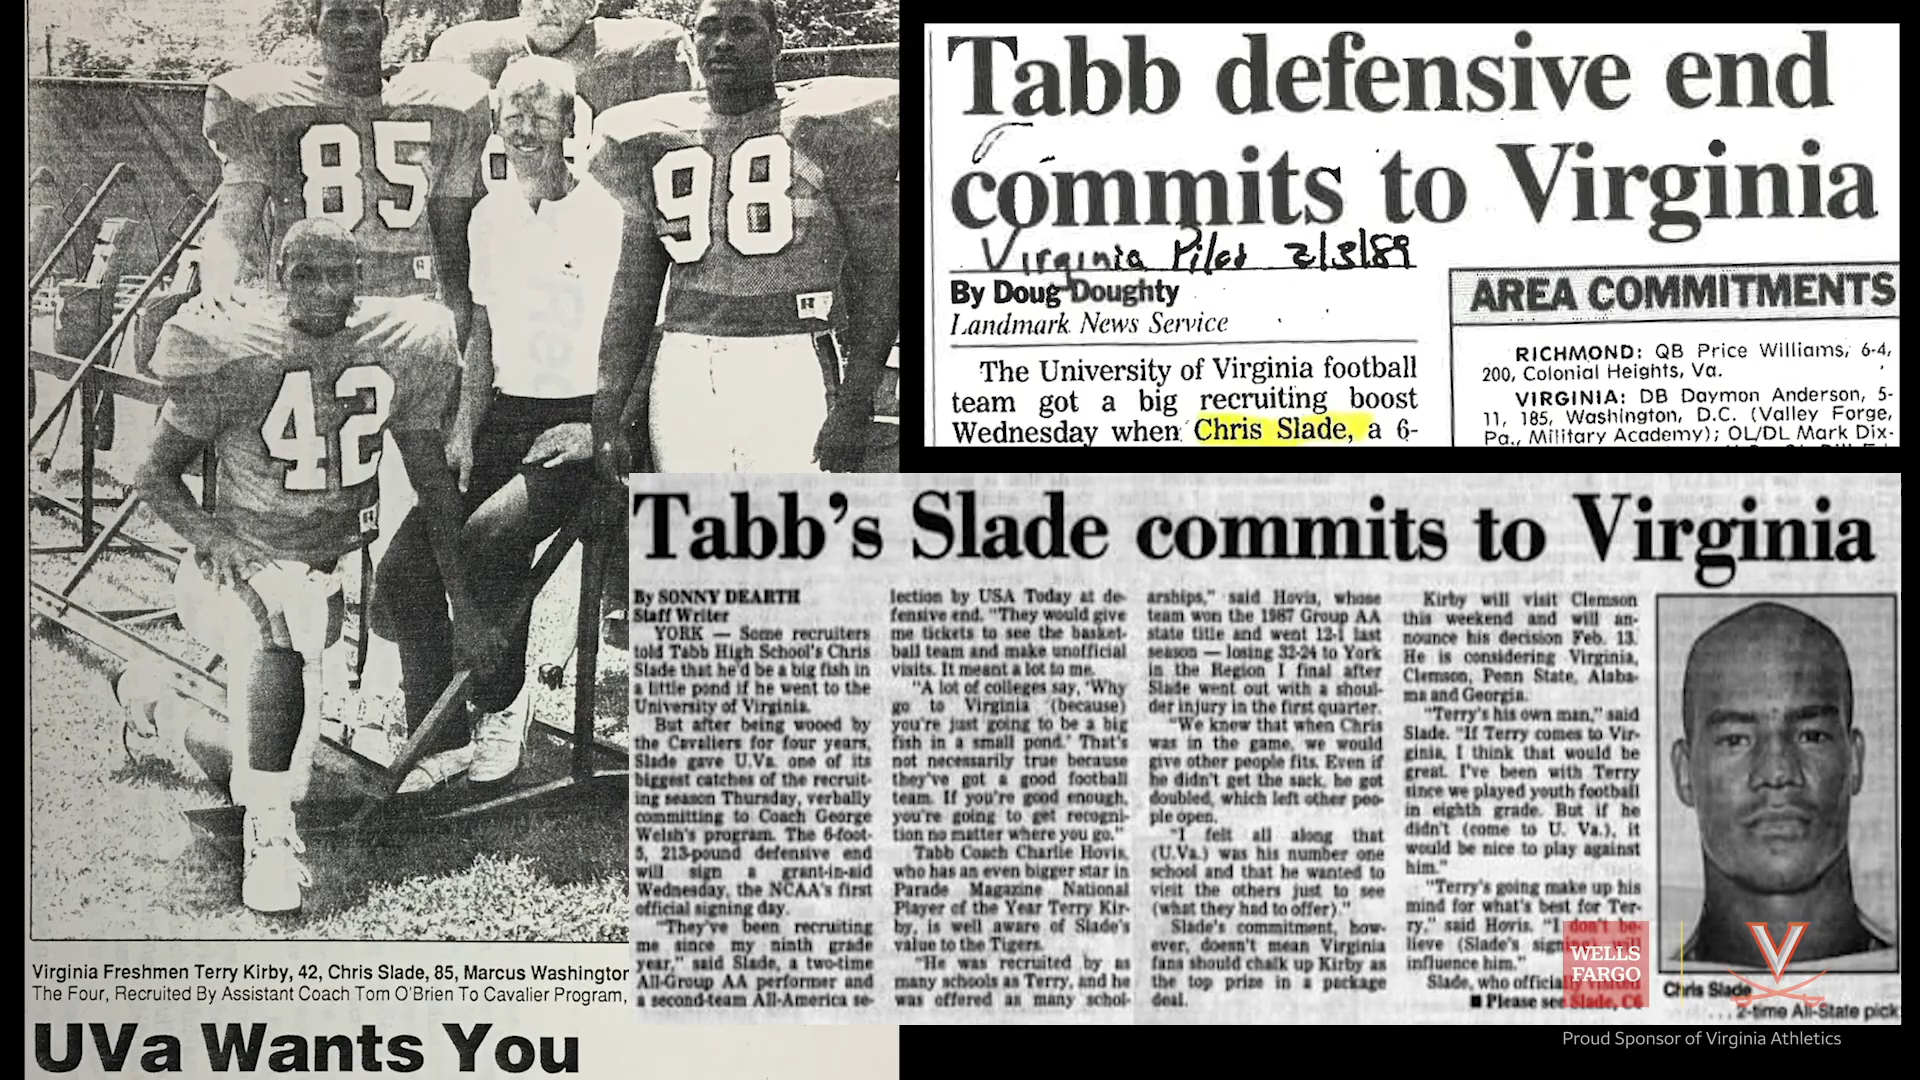 85
98
42
Virginia Freshmen Terry Kirby, 42, Chris Slade, 85, Marcus Washington
The Four, Recruited By Assistant Coach Tom O'Brien To Cavalier Program,
UVa Wants You
Tabb defensive end
commits to Virginia
Virginia Pilot 2/3/89
By Doug Doughty
Landmark News Service
The University of Virginia football
team got a big recruiting boost
Wednesday when Chris Slade, a 6-
AREA COMMITMENTS
RICHMOND: QB Price Williams, 6-4,
200, Colonial Heights, Va.
VIRGINIA: DB Daymon Anderson, 5-
11, 185, Washington, D.C. (Valley Forge,
Pa., Military Academy); OL/DL Mark Dix-
Tabb's Slade commits to Virginia
By SONNY DEARTH
Staff Writer
YORK — Some recruiters
told Tabb High School's Chris
Slade that he'd be a big fish in
a little pond if he went to the
University of Virginia.
But after being wooed by
the Cavaliers for four years,
Slade gave U.Va. one of its
biggest catches of the recruit-
ing season Thursday, verbally
committing to Coach George
Welsh's program. The 6-foot-
5, 213-pound defensive end
will sign a grant-in-aid
Wednesday, the NCAA's first
official signing day.
"They've been recruiting
me since my ninth grade
year," said Slade, a two-time
All-Group AA performer and
a second-team All-America se-
lection by USA Today at de-
fensive end. "They would give
me tickets to see the basket-
ball team and make unofficial
visits. It meant a lot to me.
"A lot of colleges say, 'Why
go to Virginia (because)
you're just going to be a big
fish in a small pond.' That's
not necessarily true because
they've got a good football
team. If you're good enough,
you're going to get recogni-
tion no matter where you go."
Tabb Coach Charlie Hovis,
who has an even bigger star in
Parade Magazine National
Player of the Year Terry Kir-
by, is well aware of Slade's
value to the Tigers.
"He was recruited by as
many schools as Terry, and he
was offered as many schol-
arships," said Hovis, whose
team won the 1987 Group AA
state title and went 12-1 last
season — losing 32-24 to York
in the Region I final after
Slade went out with a shoul-
der injury in the first quarter.
"We knew that when Chris
was in the game, we would
give other people fits. Even if
he didn't get the sack, he got
doubled, which left other peo-
ple open.
"I felt all along that
(U.Va.) was his number one
school and that he wanted to
visit the others just to see
(what they had to offer)."
Slade's commitment, how-
ever, doesn't mean Virginia
fans should chalk up Kirby as
the top prize in a package
deal.
Kirby will visit Clemson
this weekend and will an-
nounce his decision Feb. 13.
He is considering Virginia,
Clemson, Penn State, Alaba-
ma and Georgia.
"Terry's his own man," said
Slade. "If Terry comes to Vir-
ginia, I think that would be
great. I've been with Terry
since we played youth football
in eighth grade. But if he
didn't (come to U. Va.), it
would be nice to play against
him."
"Terry's going make up his
mind for what's best for Ter-
ry," said Hovis. "I don't be-
lieve (Slade's signing) will
influence him."
Slade, who officially visited
■ Please see Slade, C6
Chris Slade
. . . 2-time All-State pick
WELLS
FARGO
V
Proud Sponsor of Virginia Athletics